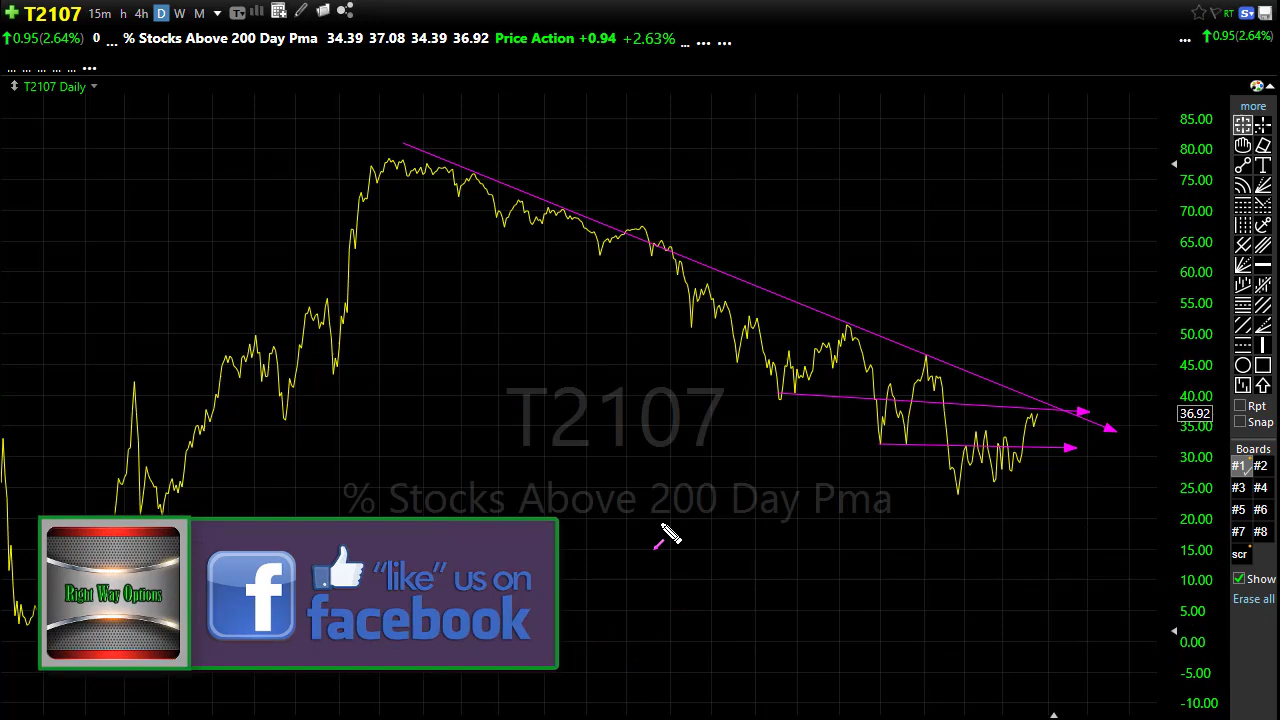 T2107 15m h 4h D W M T RT S
↑0.95(2.64%) 0 ... % Stocks Above 200 Day Pma 34.39 37.08 34.39 36.92 Price Action +0.94 +2.63% ... ... ... ... ↑0.95(2.64%)
... ... ... ... ... ...
T2107 Daily
more
85.00
80.00
75.00
70.00
65.00
60.00
55.00
50.00
45.00
40.00
36.92
35.00
30.00
25.00
20.00
15.00
10.00
5.00
0.00
-5.00
-10.00
T2107
% Stocks Above 200 Day Pma
T
Rpt
Snap
Boards
#1 #2
#3 #4
#5 #6
#7 #8
scr
Show
Erase all
Right Way Options
f
"like" us on
facebook